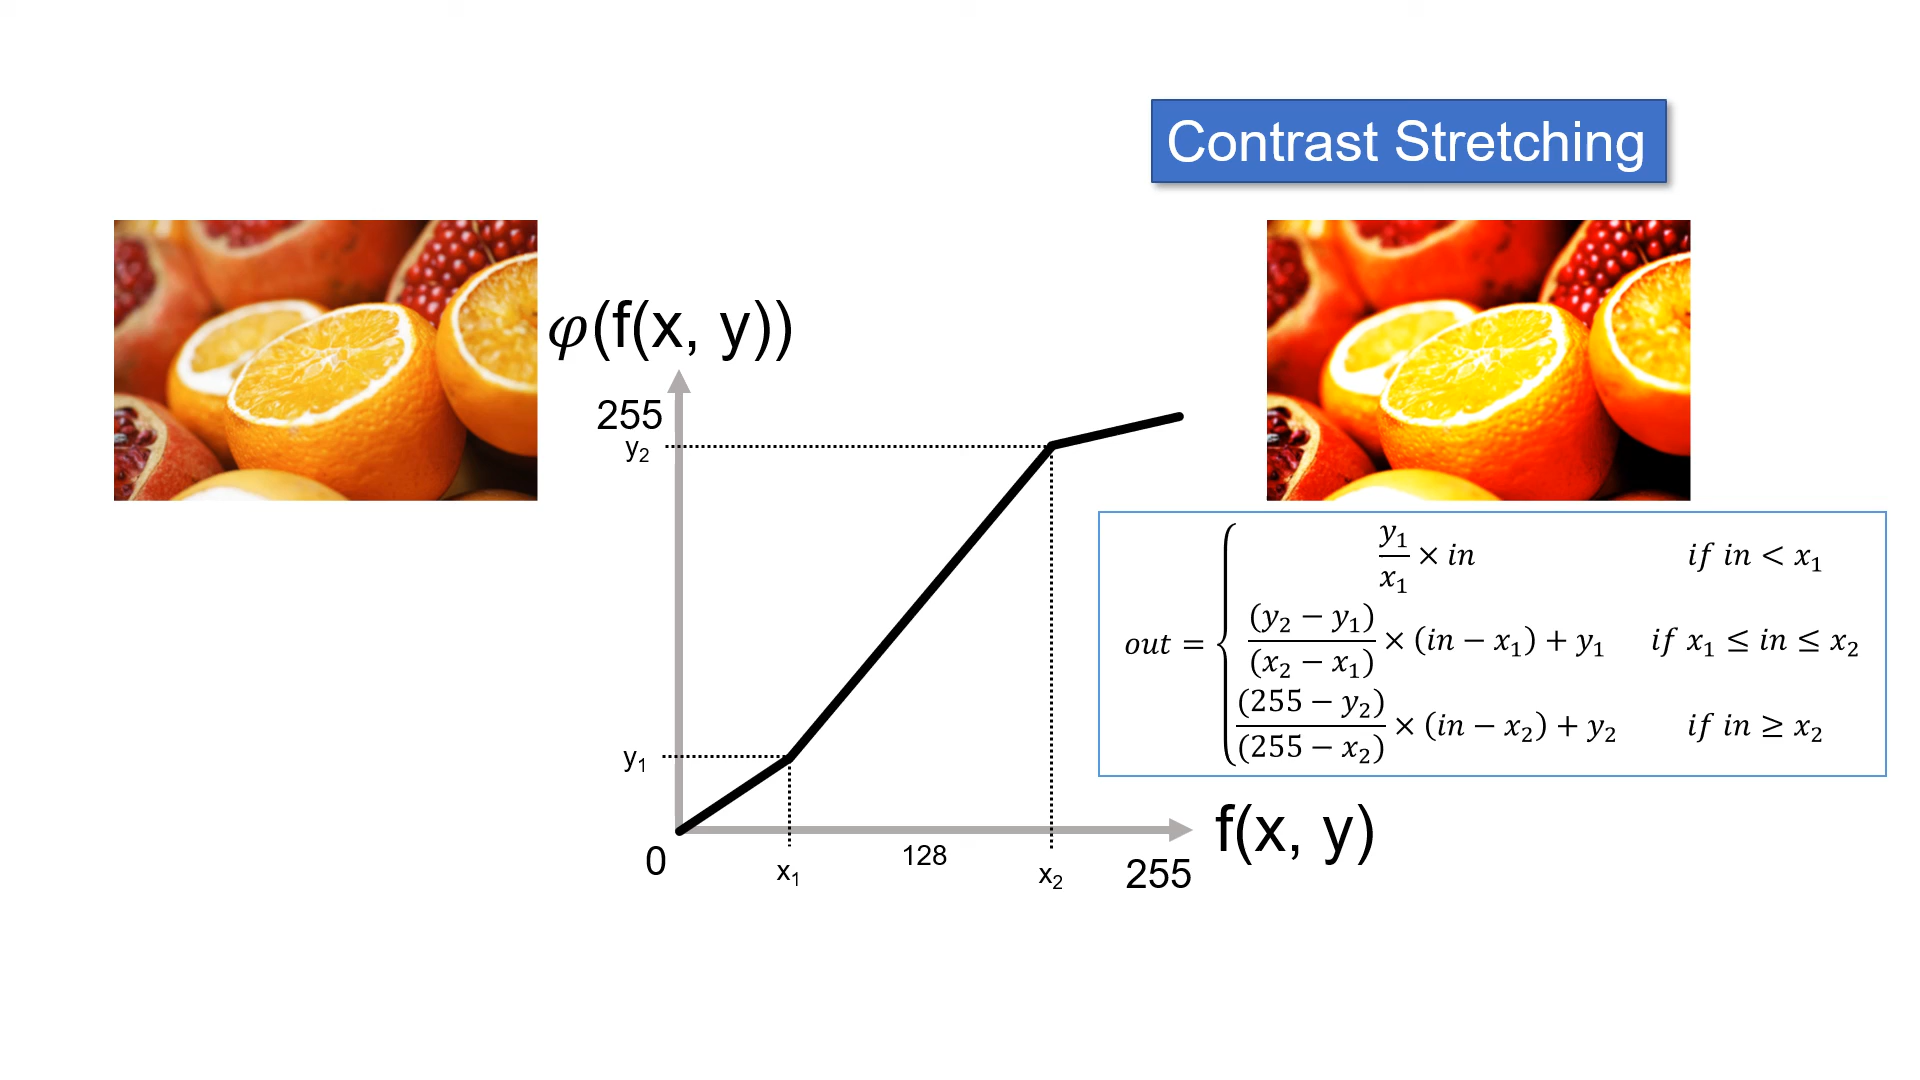 Contrast Stretching
𝜑(f(x, y))
255
y₂
y₁
0
x₁
128
x₂
255
f(x, y)
out = { y₁/x₁ × in if in < x₁
(y₂ − y₁)/(x₂ − x₁) × (in − x₁) + y₁ if x₁ ≤ in ≤ x₂
(255 − y₂)/(255 − x₂) × (in − x₂) + y₂ if in ≥ x₂